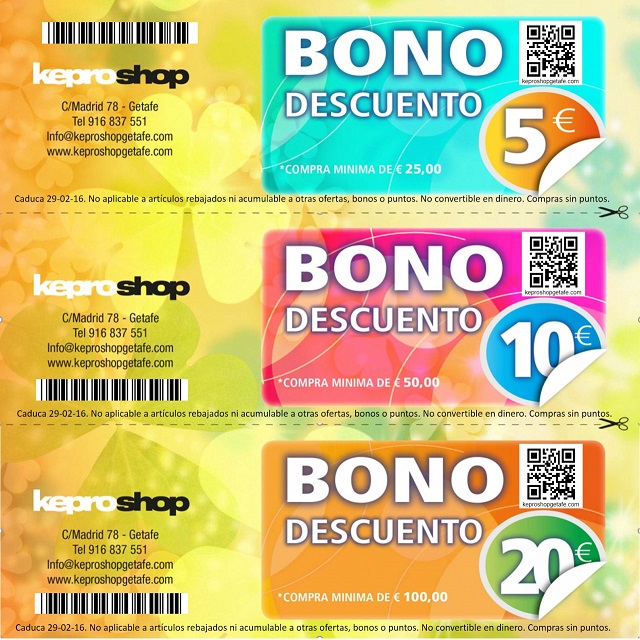 keproshop
C/Madrid 78 - Getafe
Tel 916 837 551
Info@keproshopgetafe.com
www.keproshopgetafe.com
BONO
DESCUENTO
5€
*COMPRA MINIMA DE € 25,00
keproshopgetafe.com
Caduca 29-02-16. No aplicable a artículos rebajados ni acumulable a otras ofertas, bonos o puntos. No convertible en dinero. Compras sin puntos.
keproshop
C/Madrid 78 - Getafe
Tel 916 837 551
Info@keproshopgetafe.com
www.keproshopgetafe.com
BONO
DESCUENTO
10€
*COMPRA MINIMA DE € 50,00
keproshopgetafe.com
Caduca 29-02-16. No aplicable a artículos rebajados ni acumulable a otras ofertas, bonos o puntos. No convertible en dinero. Compras sin puntos.
keproshop
C/Madrid 78 - Getafe
Tel 916 837 551
Info@keproshopgetafe.com
www.keproshopgetafe.com
BONO
DESCUENTO
20€
*COMPRA MINIMA DE € 100,00
keproshopgetafe.com
Caduca 29-02-16. No aplicable a artículos rebajados ni acumulable a otras ofertas, bonos o puntos. No convertible en dinero. Compras sin puntos.